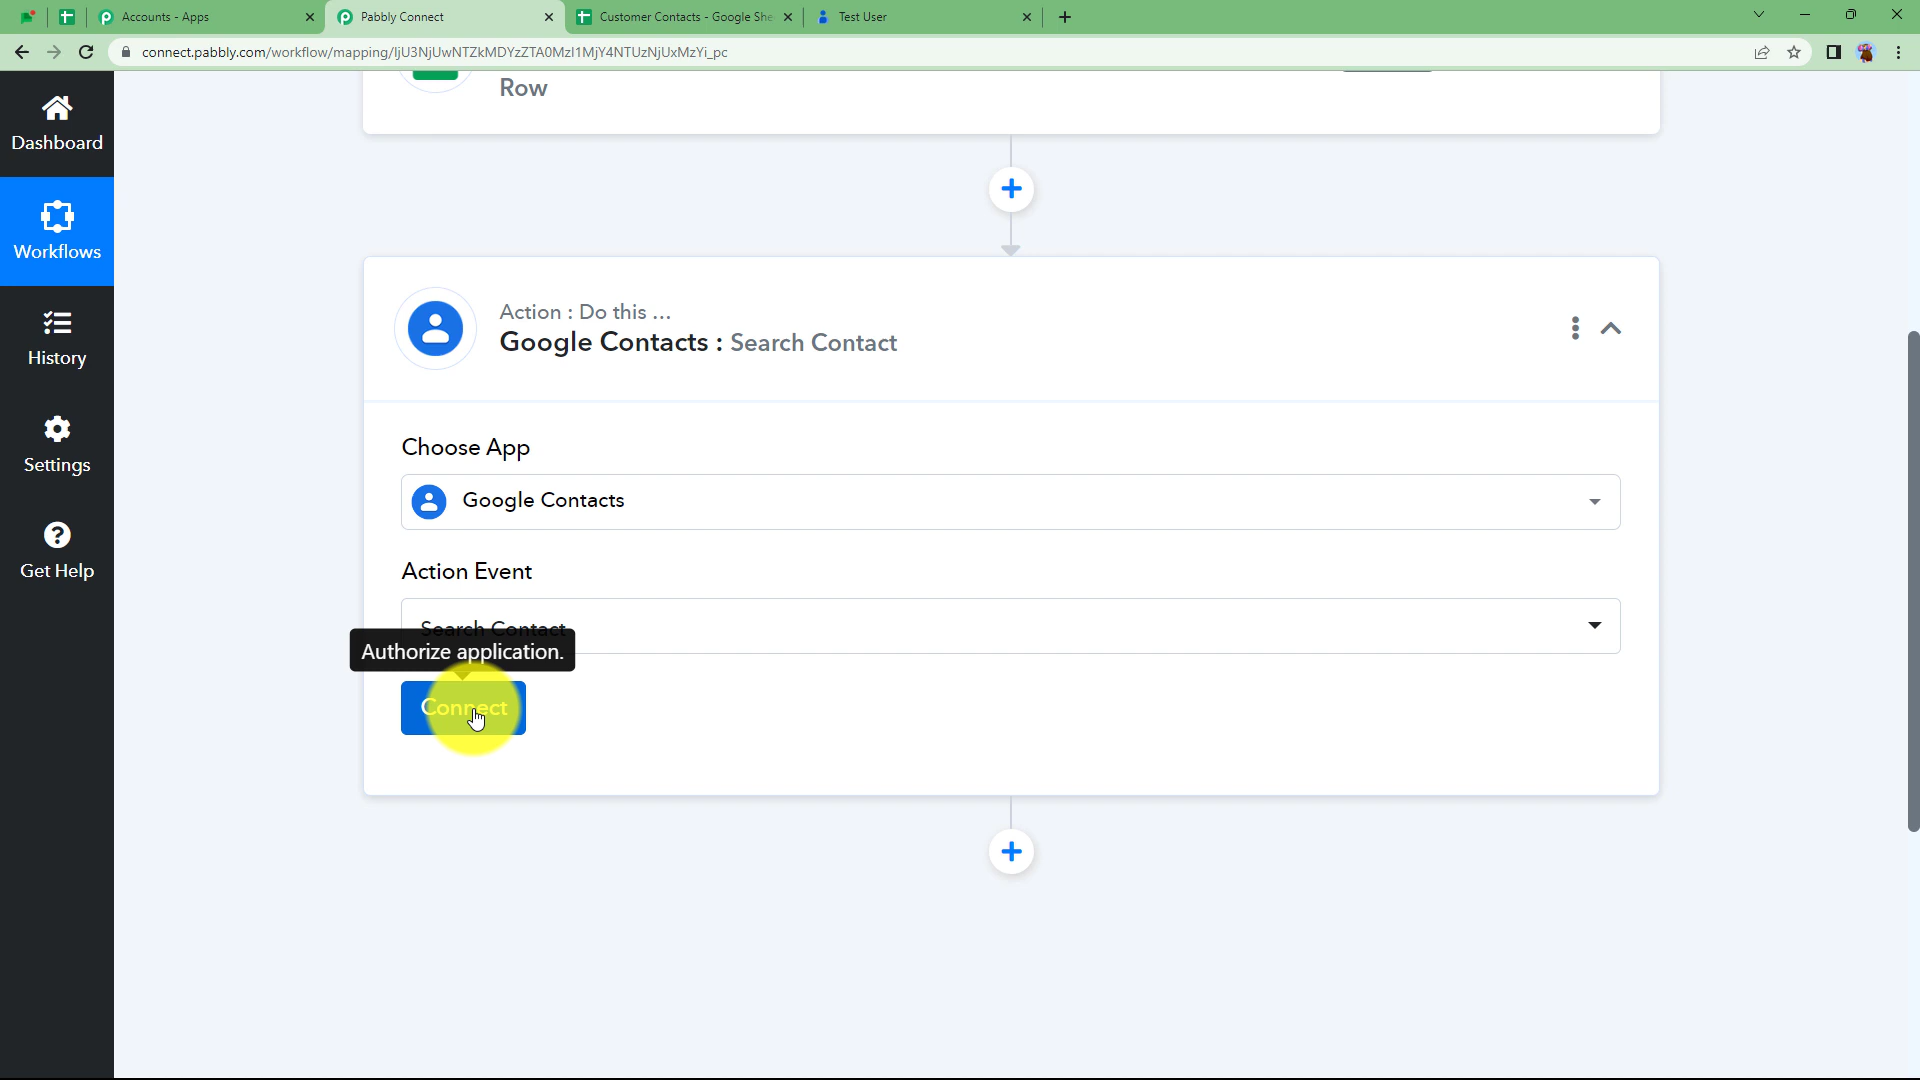 Accounts - Apps
Pabbly Connect
Customer Contacts - Google She
Test User
connect.pabbly.com/workflow/mapping/IjU3NjUwNTZkMDYzZTA0MzI1MjY4NTUzNjUxMzYi_pc
Dashboard
Workflows
History
Settings
Get Help
Row
Action : Do this ...
Google Contacts : Search Contact
Choose App
Google Contacts
Action Event
Search Contact
Authorize application.
Connect